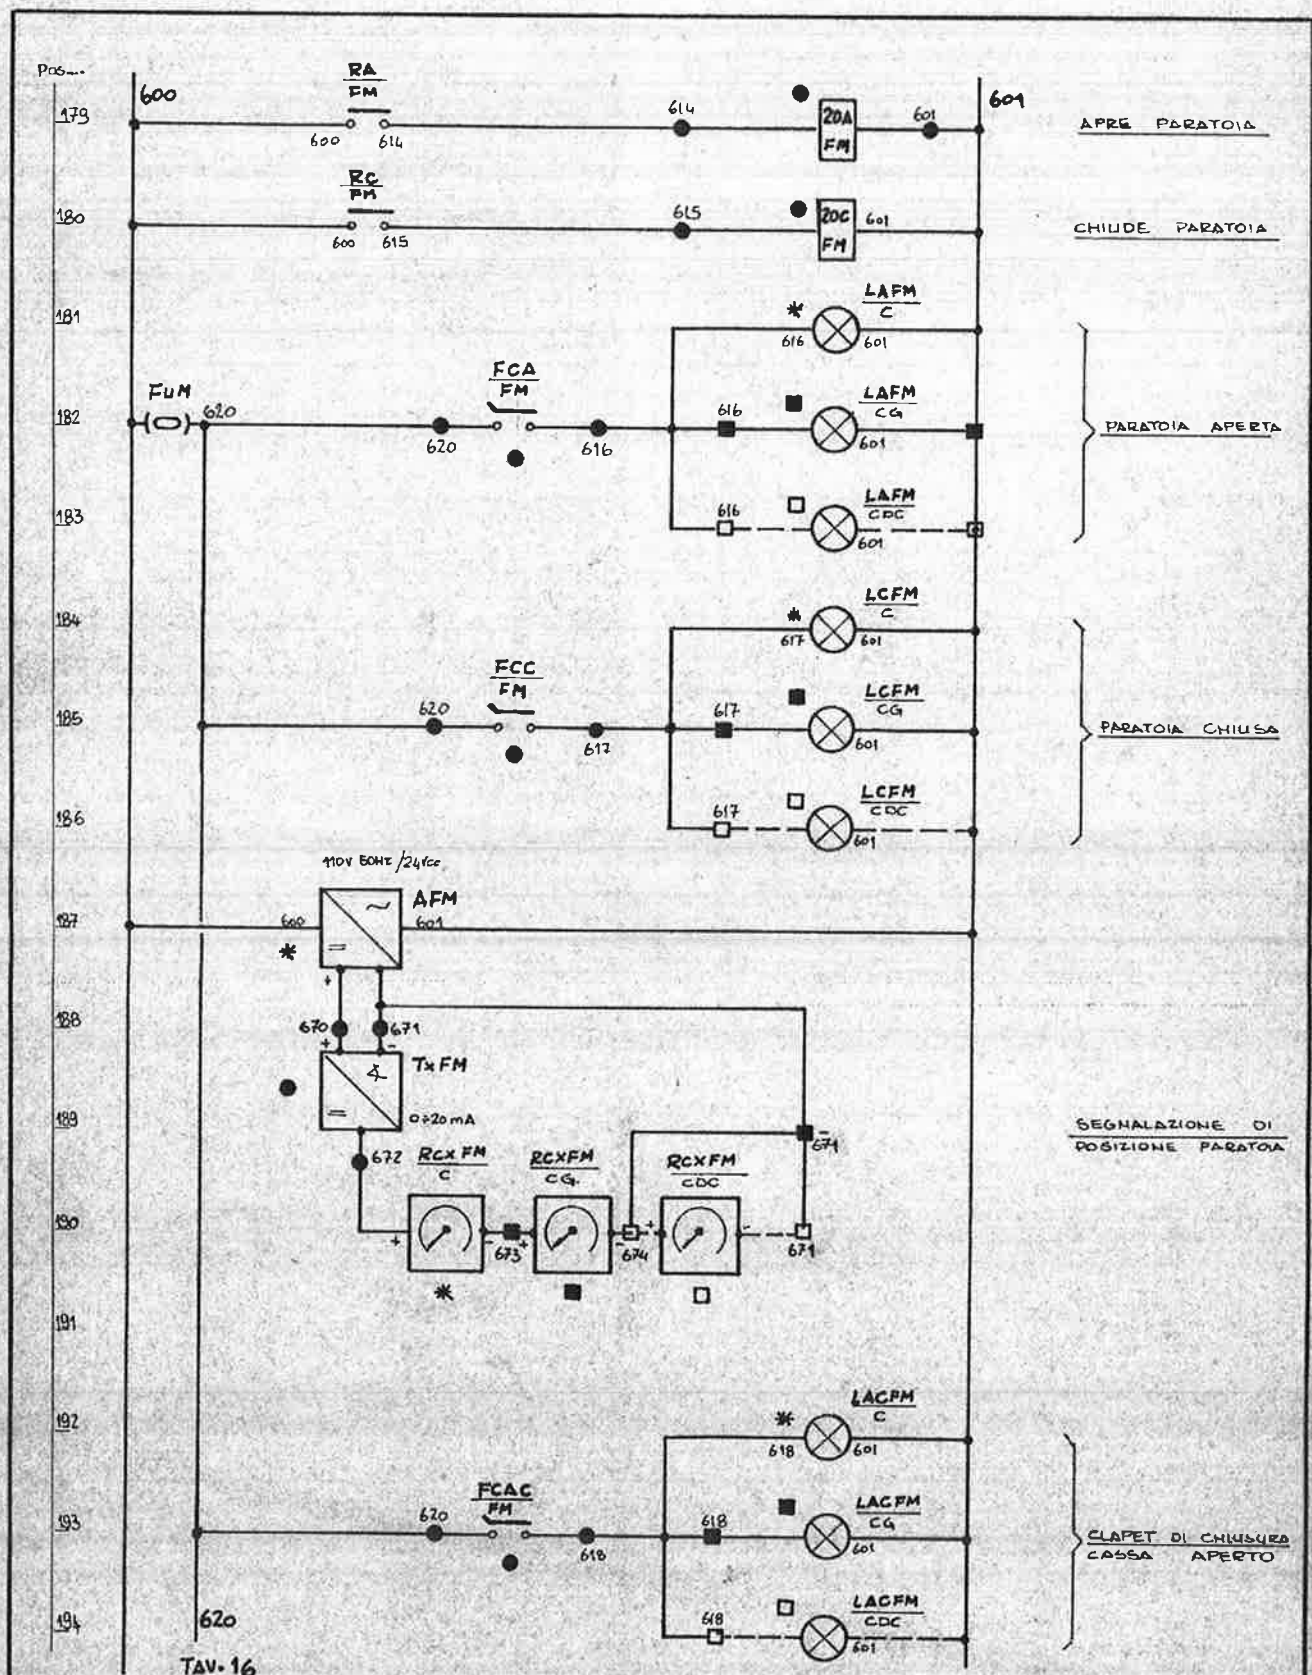 Pos....
600
601
179
RA
FM
600
614
614
20A
FM
601
APRE PARATOIA
180
RC
FM
600
615
615
20C
FM
601
CHIUDE PARATOIA
181
LAFM
C
616
601
182
FUM
620
620
FCA
FM
616
616
LAFM
CG
601
PARATOIA APERTA
183
616
LAFM
CDC
601
184
LCFM
C
617
601
185
620
FCC
FM
617
617
LCFM
CG
601
PARATOIA CHIUSA
186
617
LCFM
CDC
601
110V 50HZ/24Vcc
187
600
AFM
601
~
=
+
188
670
671
+
-
TxFM
=
189
0÷20mA
671
-
SEGNALAZIONE DI
POSIZIONE PARATOIA
672
RCXFM
C
RCXFM
CG.
RCXFM
CDC
190
+
-
673
+
-
674
+
-
671
191
192
LACFM
C
618
601
193
620
FCAC
FM
618
618
LACFM
CG
601
CLAPET DI CHIUSURA
CASSA APERTO
194
618
LACFM
CDC
601
620
TAV. 16